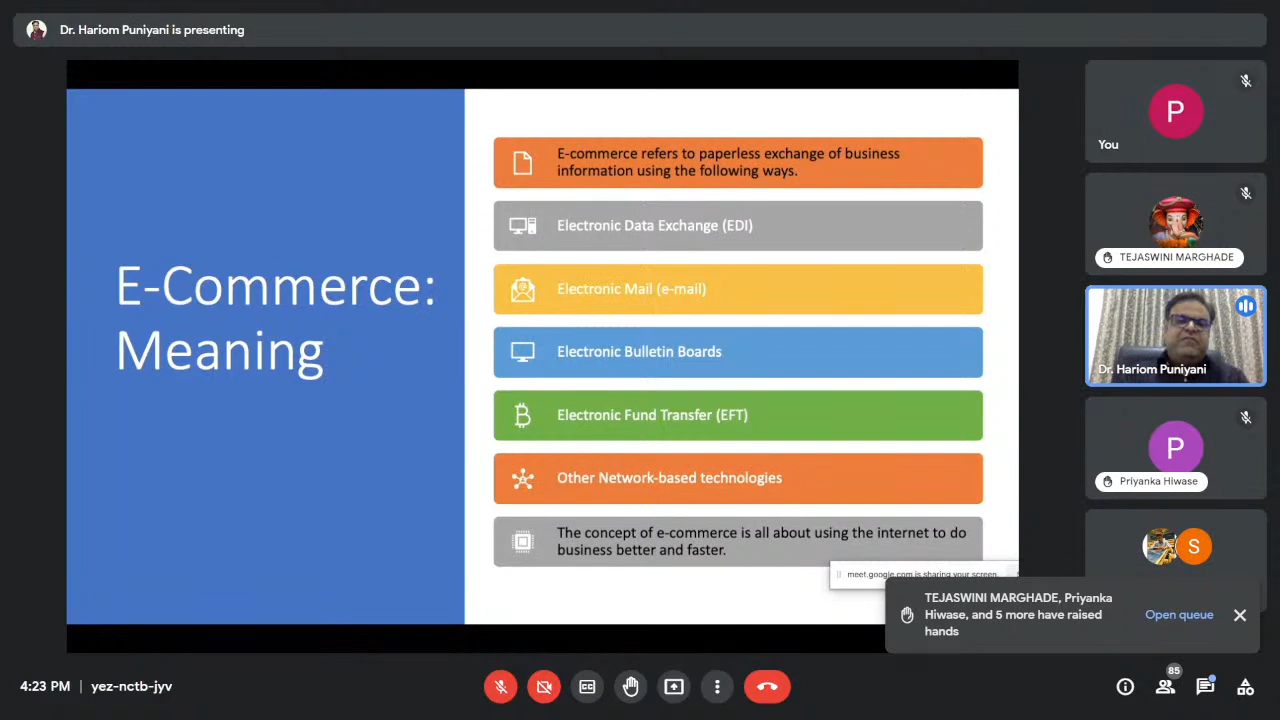 Dr. Hariom Puniyani is presenting
E-Commerce:
Meaning
E-commerce refers to paperless exchange of business
information using the following ways.
Electronic Data Exchange (EDI)
Electronic Mail (e-mail)
Electronic Bulletin Boards
Electronic Fund Transfer (EFT)
Other Network-based technologies
The concept of e-commerce is all about using the internet to do
business better and faster.
meet.google.com is sharing your screen.
P
You
TEJASWINI MARGHADE
Dr. Hariom Puniyani
P
Priyanka Hiwase
S
TEJASWINI MARGHADE, Priyanka
Hiwase, and 5 more have raised
hands
Open queue
4:23 PM | yez-nctb-jyv
85